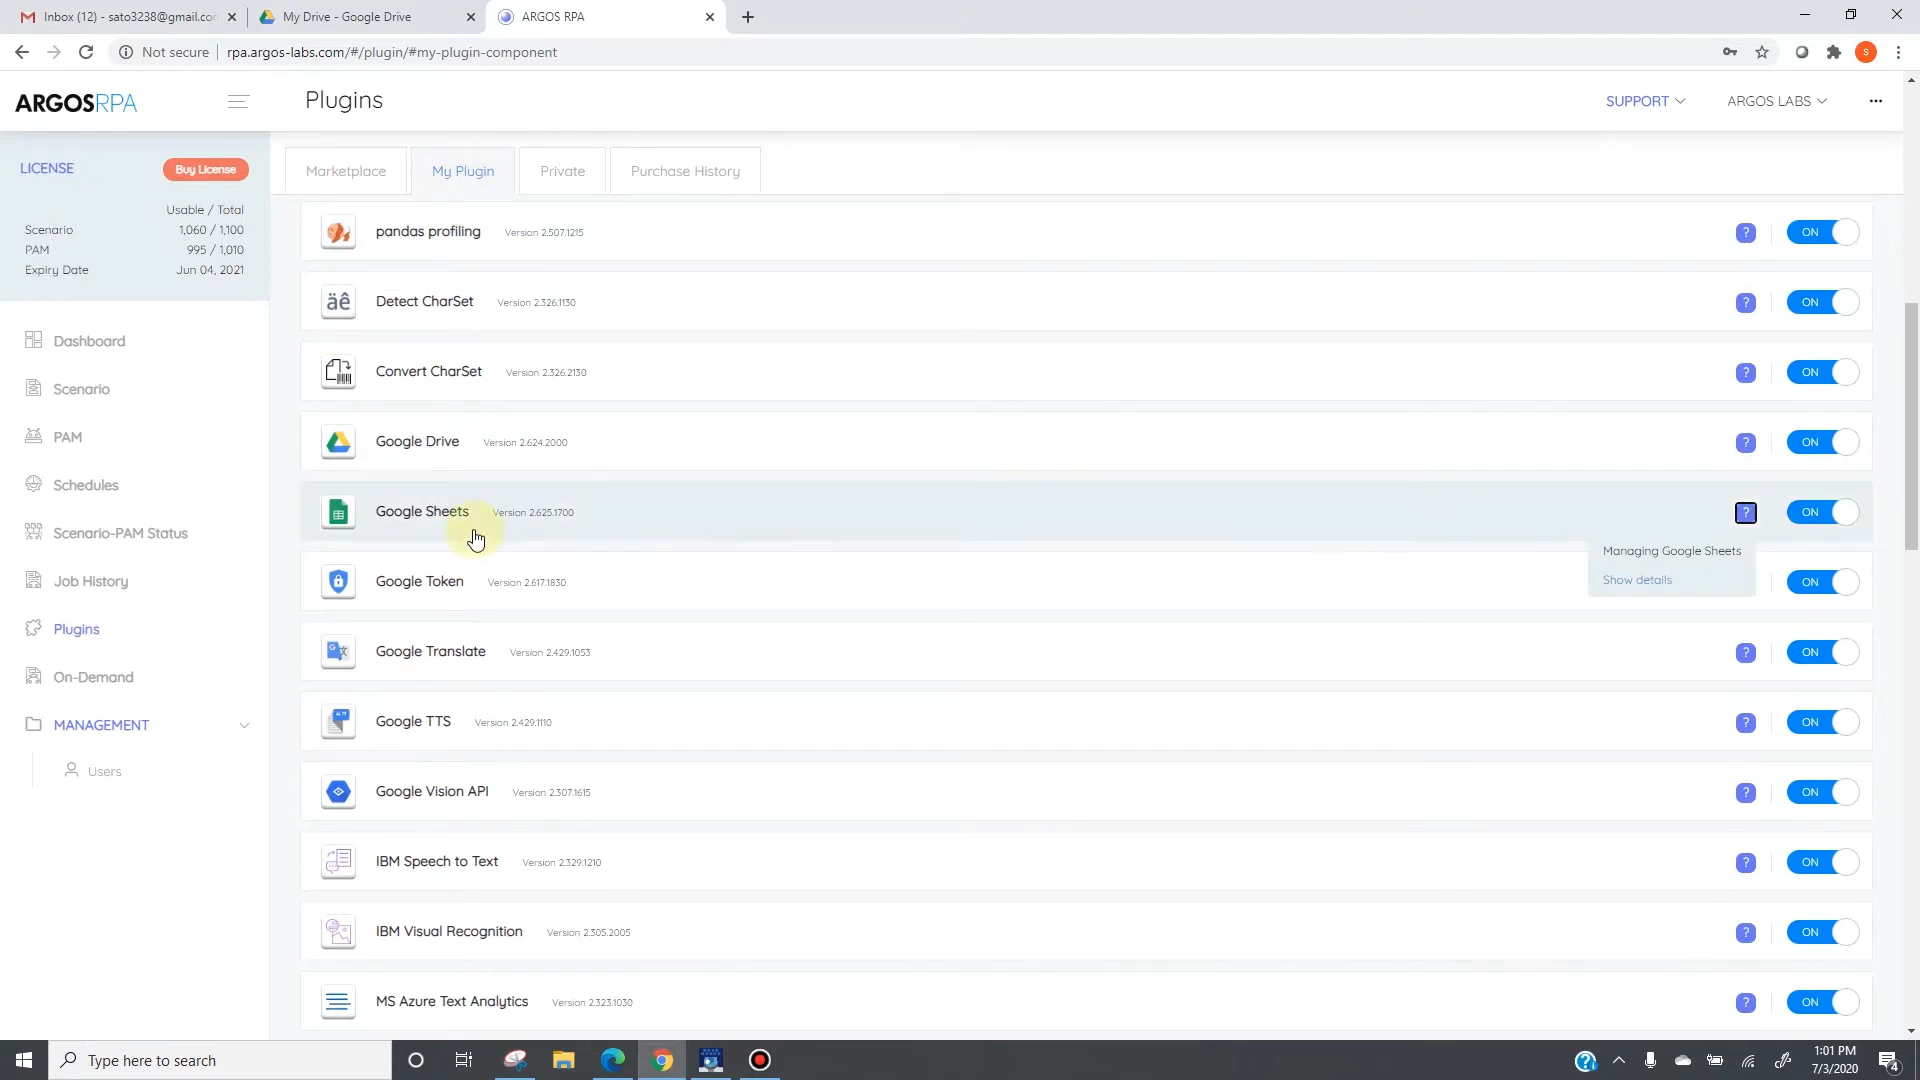 Inbox (12) - sato3238@gmail.co
My Drive - Google Drive
ARGOS RPA
Not secure
rpa.argos-labs.com/#/plugin/#my-plugin-component
S
ARGOSRPA
Plugins
SUPPORT
ARGOS LABS
LICENSE
Buy License
Usable / Total
Scenario 1,060 / 1,100
PAM 995 / 1,010
Expiry Date Jun 04, 2021
Dashboard
Scenario
PAM
Schedules
Scenario-PAM Status
Job History
Plugins
On-Demand
MANAGEMENT
Users
Marketplace
My Plugin
Private
Purchase History
pandas profiling Version 2.507.1215 ? ON
äê Detect CharSet Version 2.326.1130 ? ON
Convert CharSet Version 2.326.2130 ? ON
Google Drive Version 2.624.2000 ? ON
Google Sheets Version 2.625.1700 ? ON
Managing Google Sheets
Show details
Google Token Version 2.617.1830 ON
Google Translate Version 2.429.1053 ? ON
Google TTS Version 2.429.1110 ? ON
Google Vision API Version 2.307.1615 ? ON
IBM Speech to Text Version 2.329.1210 ? ON
IBM Visual Recognition Version 2.305.2005 ? ON
MS Azure Text Analytics Version 2.323.1030 ? ON
Type here to search
1:01 PM
7/3/2020
4